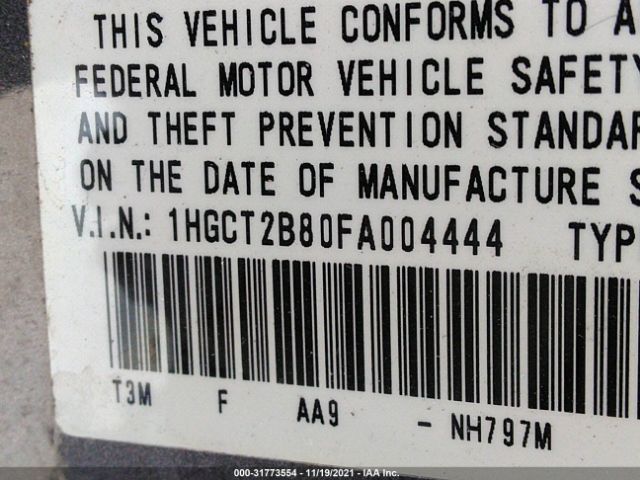 THIS VEHICLE CONFORMS TO A
FEDERAL MOTOR VEHICLE SAFETY
AND THEFT PREVENTION STANDAR
ON THE DATE OF MANUFACTURE S
V.I.N.: 1HGCT2B80FA004444 TYP
T3M F AA9 - NH797M
000-31773554 - 11/19/2021 - IAA Inc.